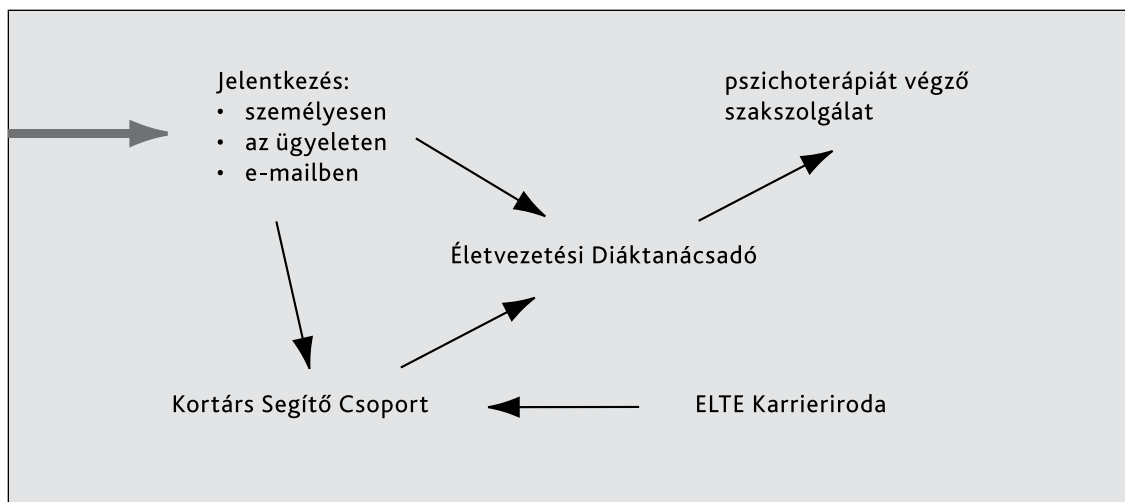 Jelentkezés:
• személyesen
• az ügyeleten
• e-mailben
pszichoterápiát végző
szakszolgálat
Életvezetési Diáktanácsadó
Kortárs Segítő Csoport
ELTE Karrieriroda